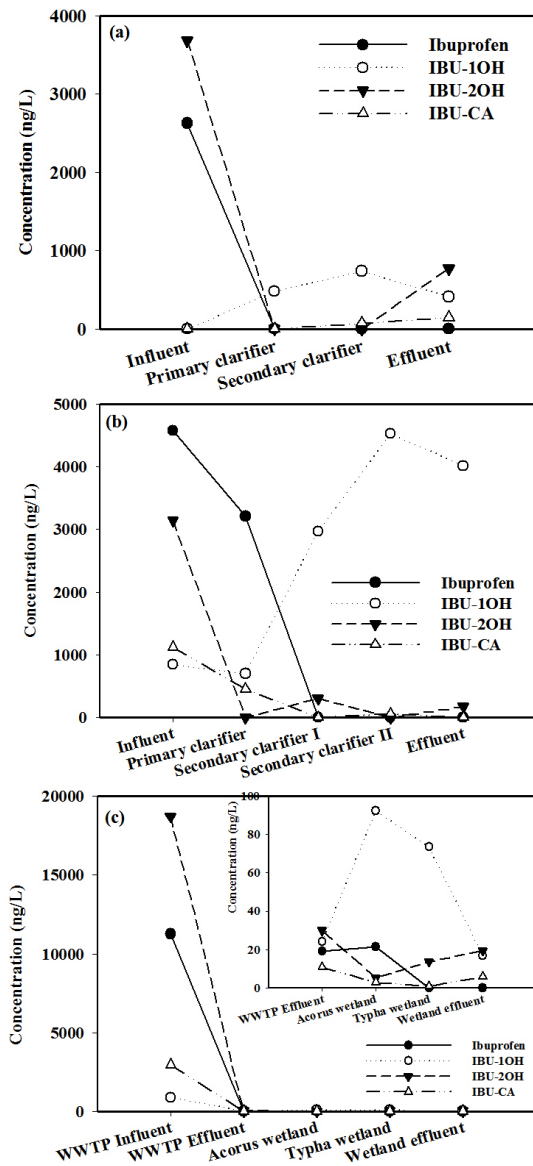 (a)
Concentration (ng/L)
4000
3000
2000
1000
0
Ibuprofen
IBU-1OH
IBU-2OH
IBU-CA
Influent
Primary clarifier
Secondary clarifier
Effluent
(b)
Concentration (ng/L)
5000
4000
3000
2000
1000
0
Ibuprofen
IBU-1OH
IBU-2OH
IBU-CA
Influent
Primary clarifier
Secondary clarifier I
Secondary clarifier II
Effluent
(c)
Concentration (ng/L)
20000
15000
10000
5000
0
Concentration (ng/L)
100
80
60
40
20
0
WWTP Effluent
Acorus wetland
Typha wetland
Wetland effluent
Ibuprofen
IBU-1OH
IBU-2OH
IBU-CA
WWTP Influent
WWTP Effluent
Acorus wetland
Typha wetland
Wetland effluent